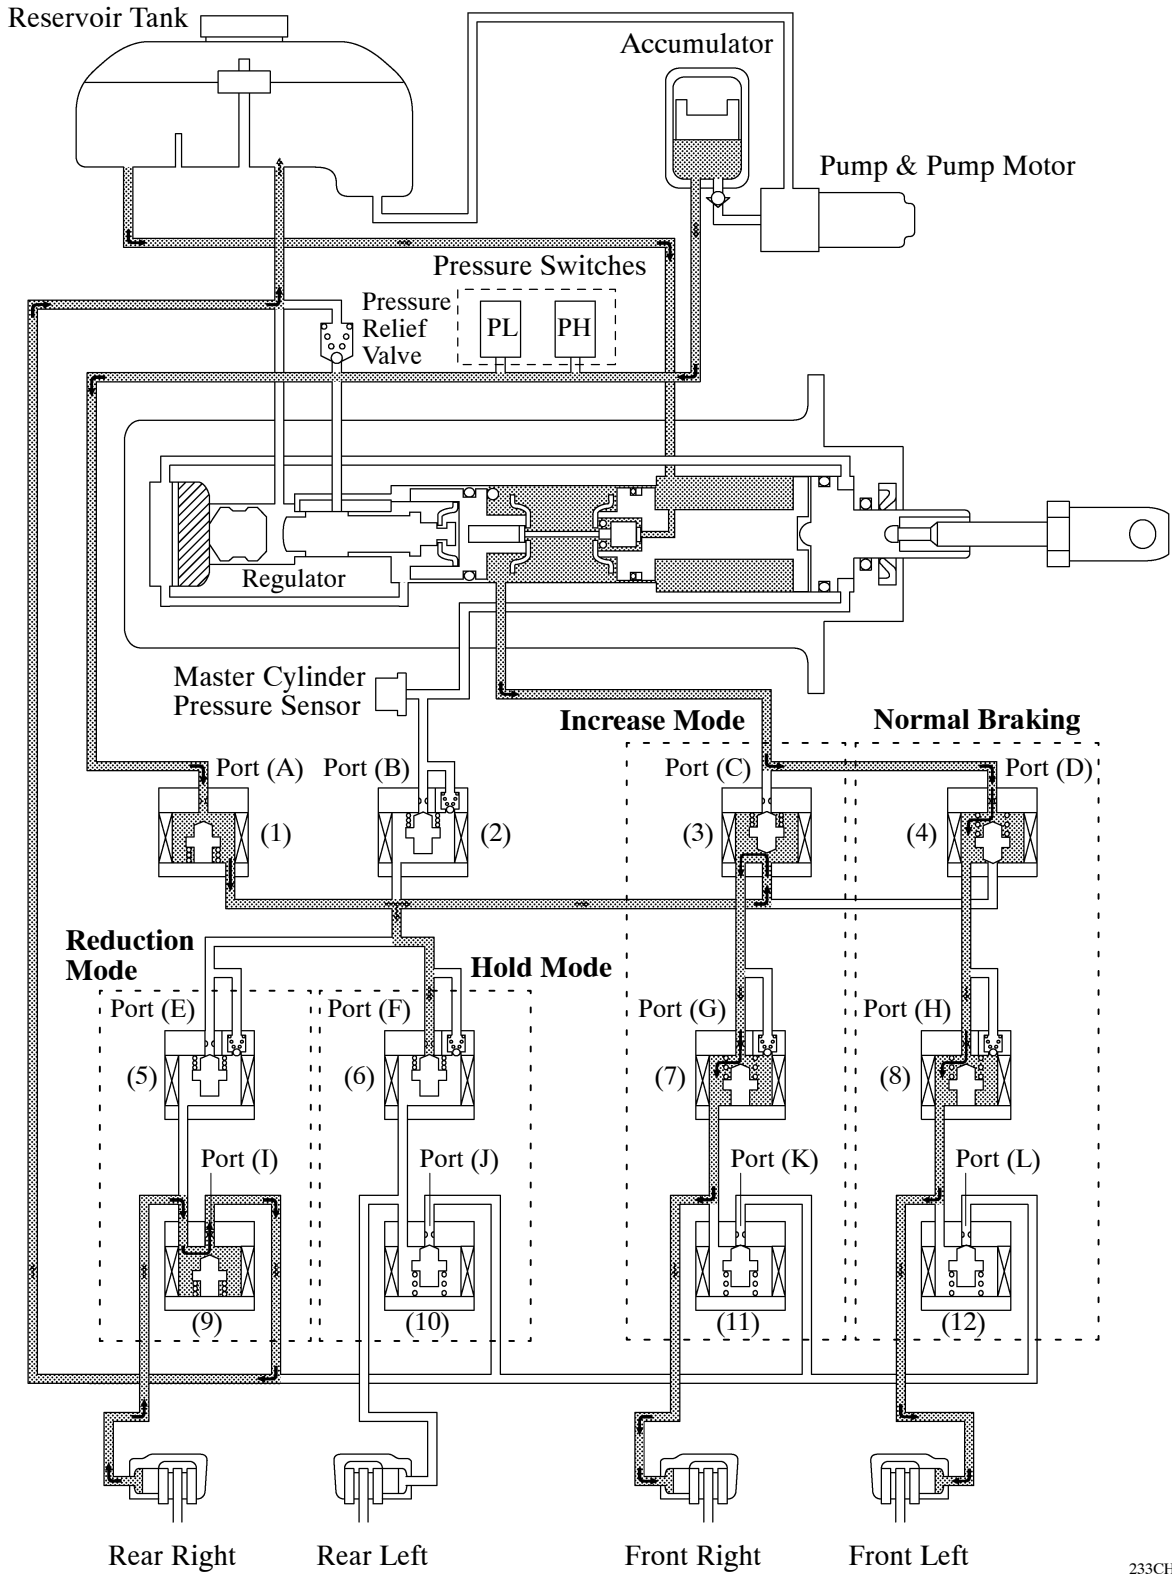 Reservoir Tank
Accumulator
Pump & Pump Motor
Pressure Switches
Pressure
Relief
Valve
PL
PH
Regulator
Master Cylinder
Pressure Sensor
Increase Mode
Normal Braking
Port (A)
Port (B)
Port (C)
Port (D)
(1)
(2)
(3)
(4)
Reduction
Mode
Hold Mode
Port (E)
Port (F)
Port (G)
Port (H)
(5)
(6)
(7)
(8)
Port (I)
Port (J)
Port (K)
Port (L)
(9)
(10)
(11)
(12)
Rear Right
Rear Left
Front Right
Front Left
233CH